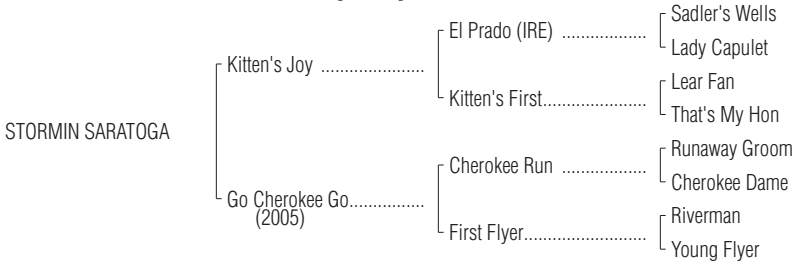 Sadler's Wells
El Prado (IRE) ..................
Lady Capulet
Kitten's Joy ......................
Lear Fan
Kitten's First......................
That's My Hon
STORMIN SARATOGA
Runaway Groom
Cherokee Run ..................
Cherokee Dame
Go Cherokee Go................
(2005)
Riverman
First Flyer..........................
Young Flyer